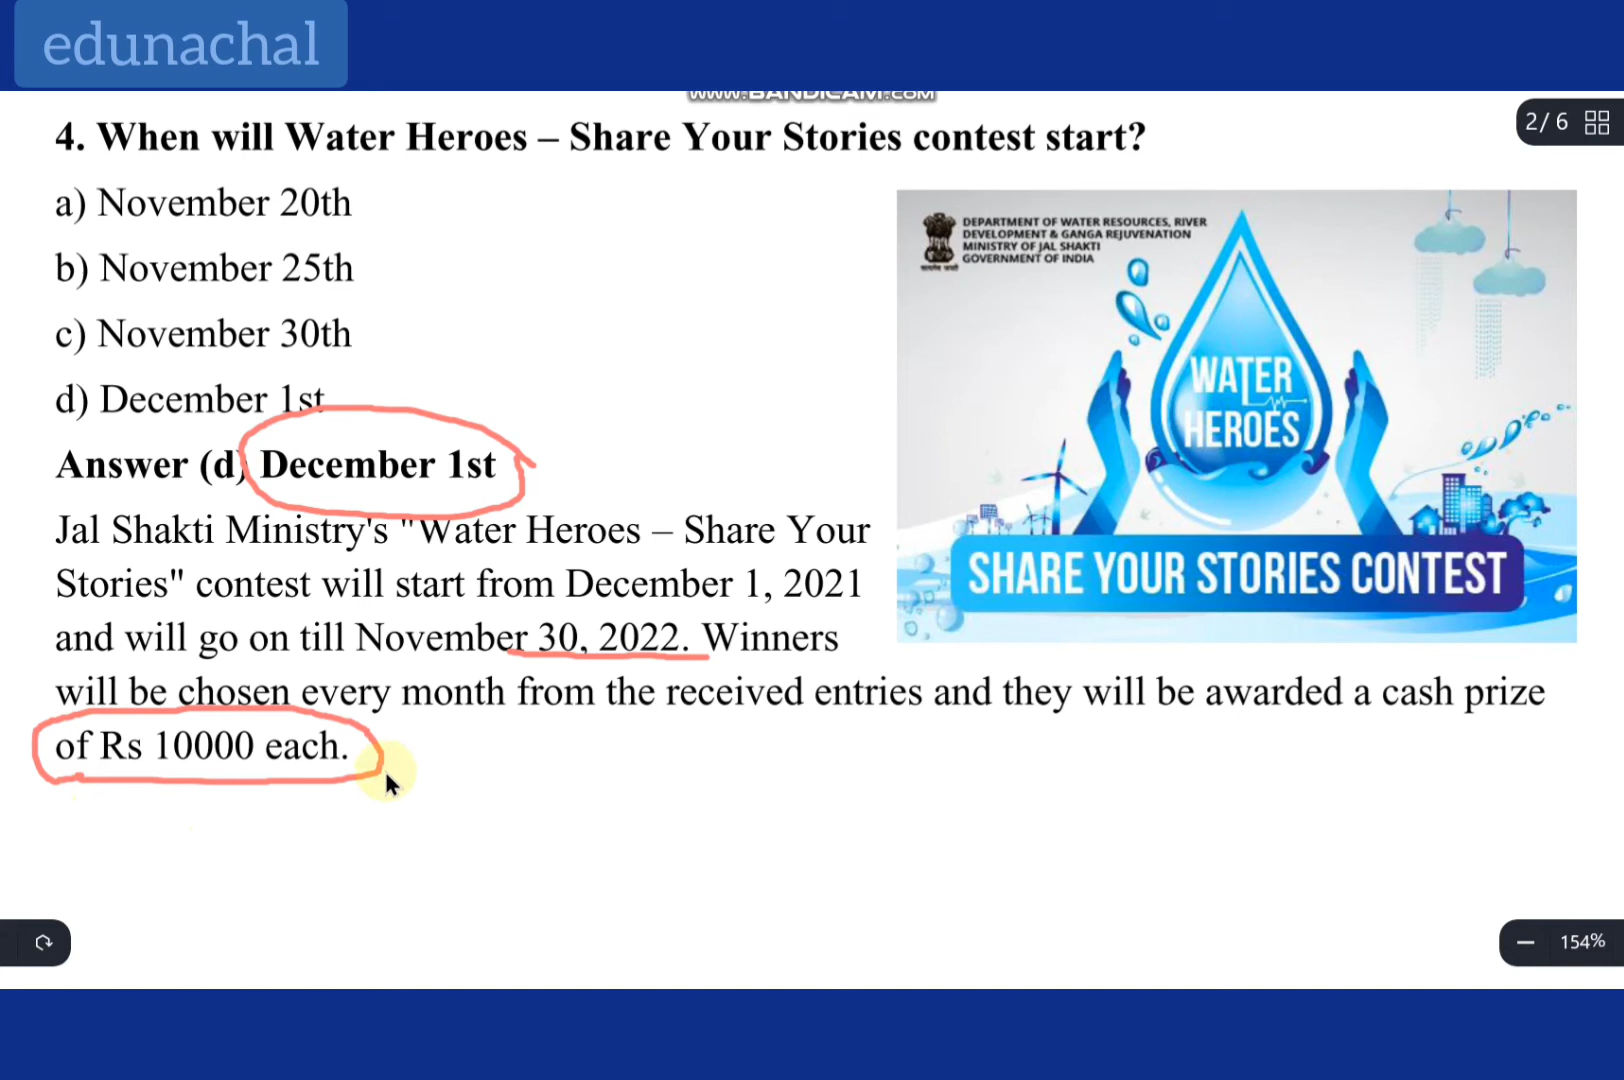 edunachal
www.BANDICAM.COM
2/6
4. When will Water Heroes – Share Your Stories contest start?
a) November 20th
b) November 25th
c) November 30th
d) December 1st
Answer (d) December 1st
Jal Shakti Ministry's "Water Heroes – Share Your
Stories" contest will start from December 1, 2021
and will go on till November 30, 2022. Winners
will be chosen every month from the received entries and they will be awarded a cash prize
of Rs 10000 each.
DEPARTMENT OF WATER RESOURCES, RIVER
DEVELOPMENT & GANGA REJUVENATION
MINISTRY OF JAL SHAKTI
GOVERNMENT OF INDIA
WATER
HEROES
SHARE YOUR STORIES CONTEST
154%